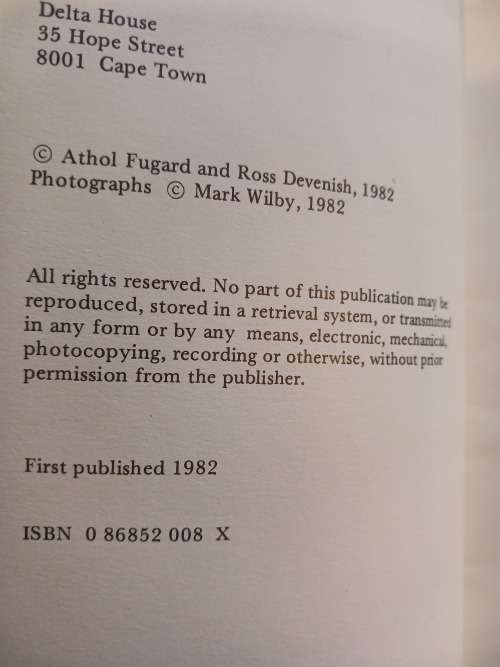 Delta House
35 Hope Street
8001 Cape Town
© Athol Fugard and Ross Devenish, 1982
Photographs © Mark Wilby, 1982
All rights reserved. No part of this publication may be
reproduced, stored in a retrieval system, or transmitted
in any form or by any means, electronic, mechanical,
photocopying, recording or otherwise, without prior
permission from the publisher.
First published 1982
ISBN 0 86852 008 X